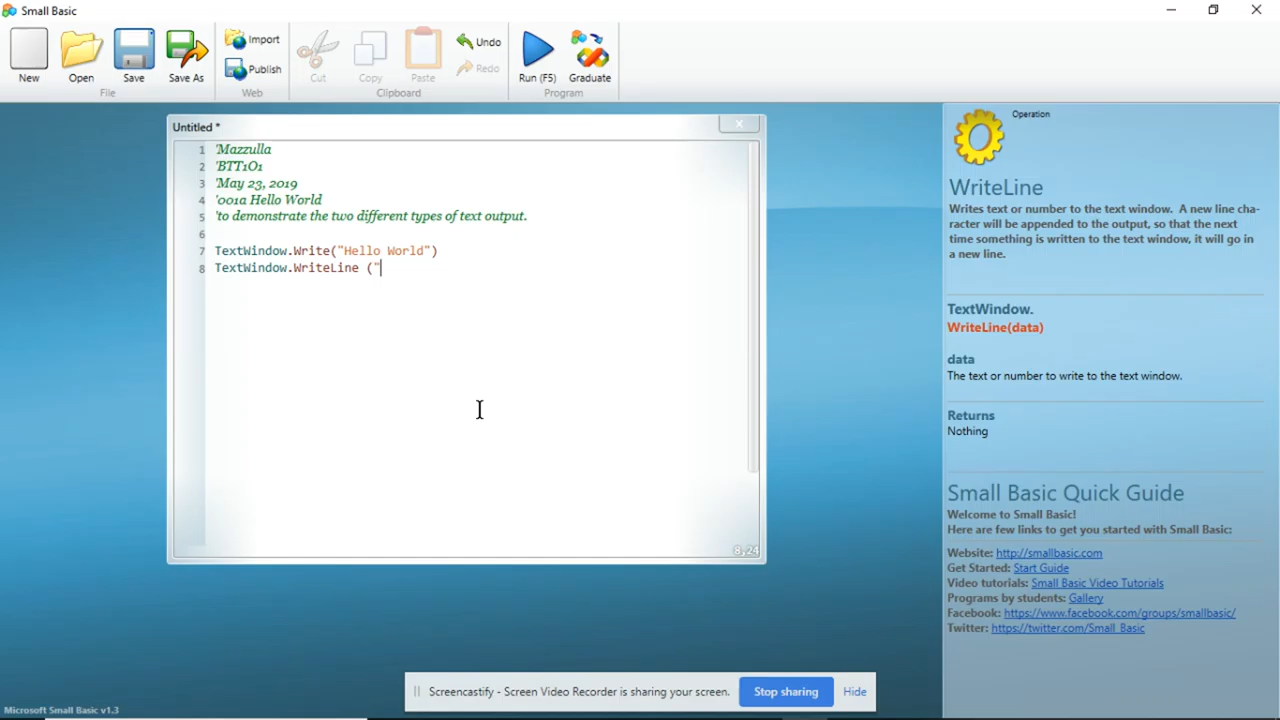 Small Basic
New
Open
Save
Save As
Import
Publish
Cut
Copy
Paste
Undo
Redo
Run (F5)
Graduate
File
Web
Clipboard
Program
Untitled *
1 'Mazzulla
2 'BTT1O1
3 'May 23, 2019
4 '001a Hello World
5 'to demonstrate the two different types of text output.
6
7 TextWindow.Write("Hello World")
8 TextWindow.WriteLine ("
8,24
Operation
WriteLine
Writes text or number to the text window. A new line cha-
racter will be appended to the output, so that the next
time something is written to the text window, it will go in
a new line.
TextWindow.
WriteLine(data)
data
The text or number to write to the text window.
Returns
Nothing
Small Basic Quick Guide
Welcome to Small Basic!
Here are few links to get you started with Small Basic:
Website: http://smallbasic.com
Get Started: Start Guide
Video tutorials: Small Basic Video Tutorials
Programs by students: Gallery
Facebook: https://www.facebook.com/groups/smallbasic/
Twitter: https://twitter.com/Small_Basic
Screencastify - Screen Video Recorder is sharing your screen.
Stop sharing
Hide
Microsoft Small Basic v1.3